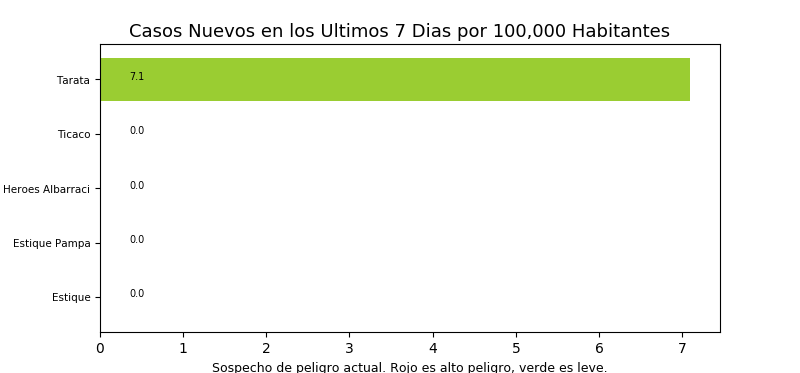 Casos Nuevos en los Ultimos 7 Dias por 100,000 Habitantes
Tarata 7.1
Ticaco 0.0
Heroes Albarraci 0.0
Estique Pampa 0.0
Estique 0.0
0 1 2 3 4 5 6 7
Sospecho de peligro actual. Rojo es alto peligro, verde es leve.